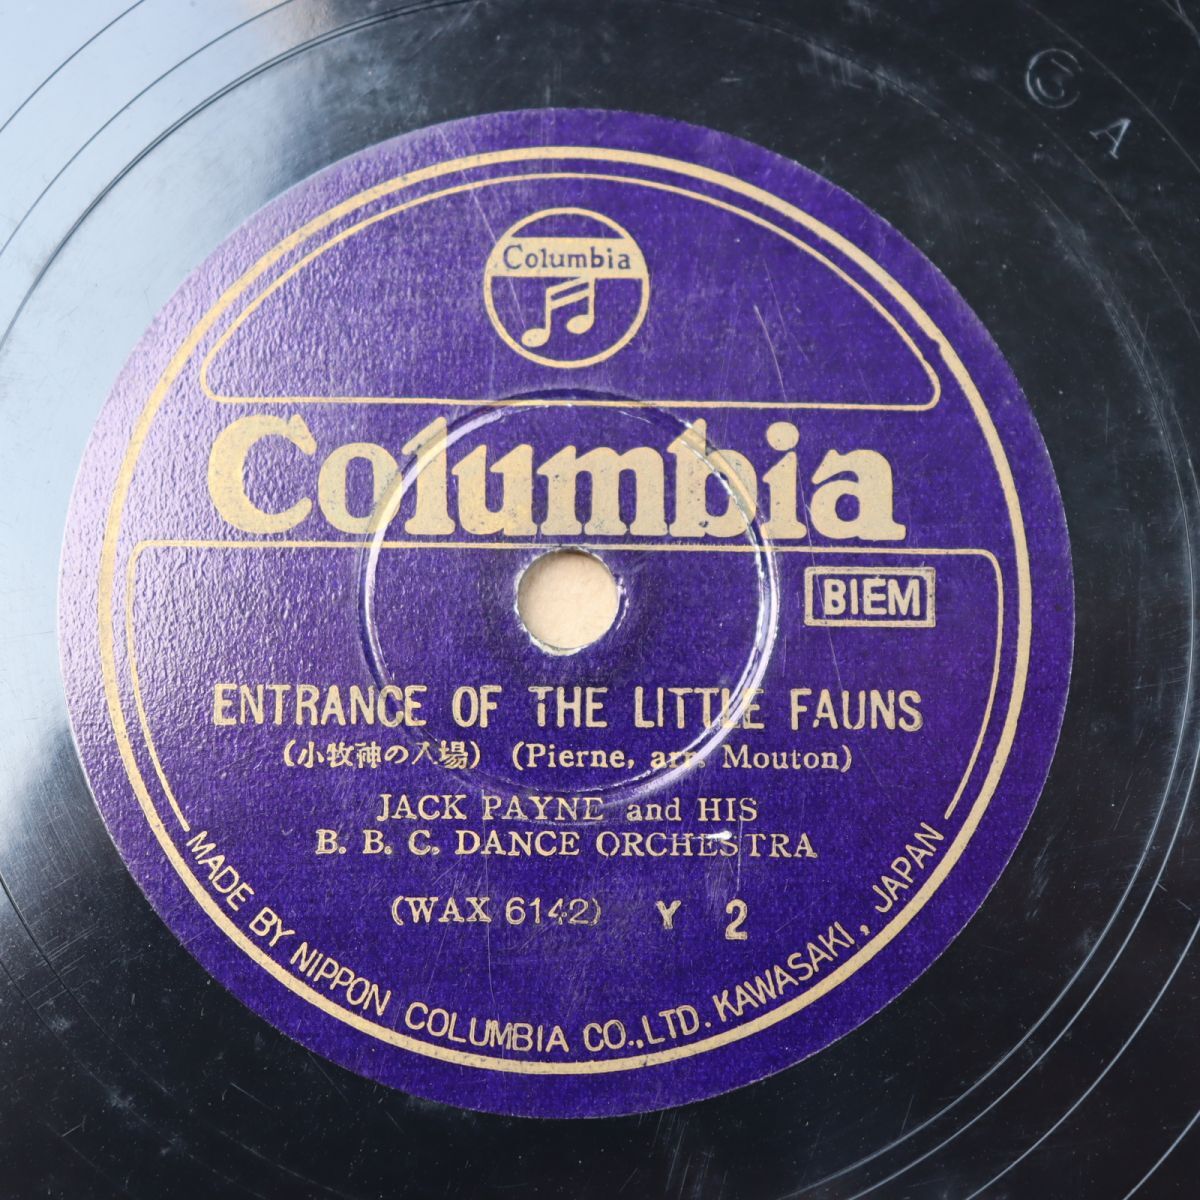 Columbia
Columbia
BIEM
ENTRANCE OF THE LITTLE FAUNS
(小牧神の入場) (Pierne, arr. Mouton)
JACK PAYNE and HIS
B. B. C. DANCE ORCHESTRA
(WAX 6142) Y 2
MADE BY NIPPON COLUMBIA CO., LTD. KAWASAKI, JAPAN
A